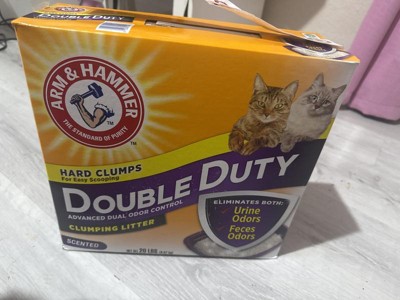 DOUBLE DUTY
ARM & HAMMER
THE STANDARD OF PURITY
TM
HARD CLUMPS
For Easy Scooping
DOUBLE DUTY
ADVANCED DUAL ODOR CONTROL
CLUMPING LITTER
SCENTED
ELIMINATES BOTH:
Urine
Odors
Feces
Odors